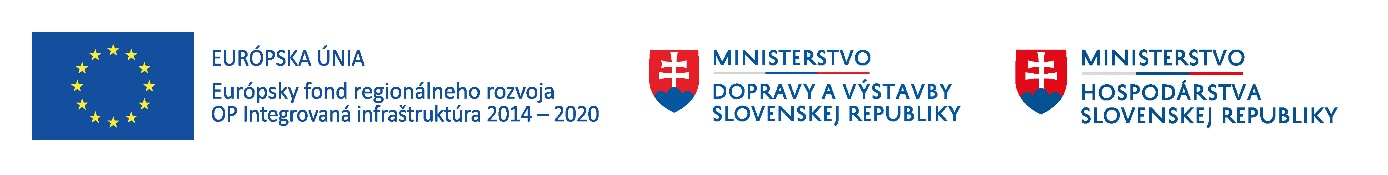 EURÓPSKA ÚNIA
Európsky fond regionálneho rozvoja
OP Integrovaná infraštruktúra 2014 – 2020
MINISTERSTVO
DOPRAVY A VÝSTAVBY
SLOVENSKEJ REPUBLIKY
MINISTERSTVO
HOSPODÁRSTVA
SLOVENSKEJ REPUBLIKY